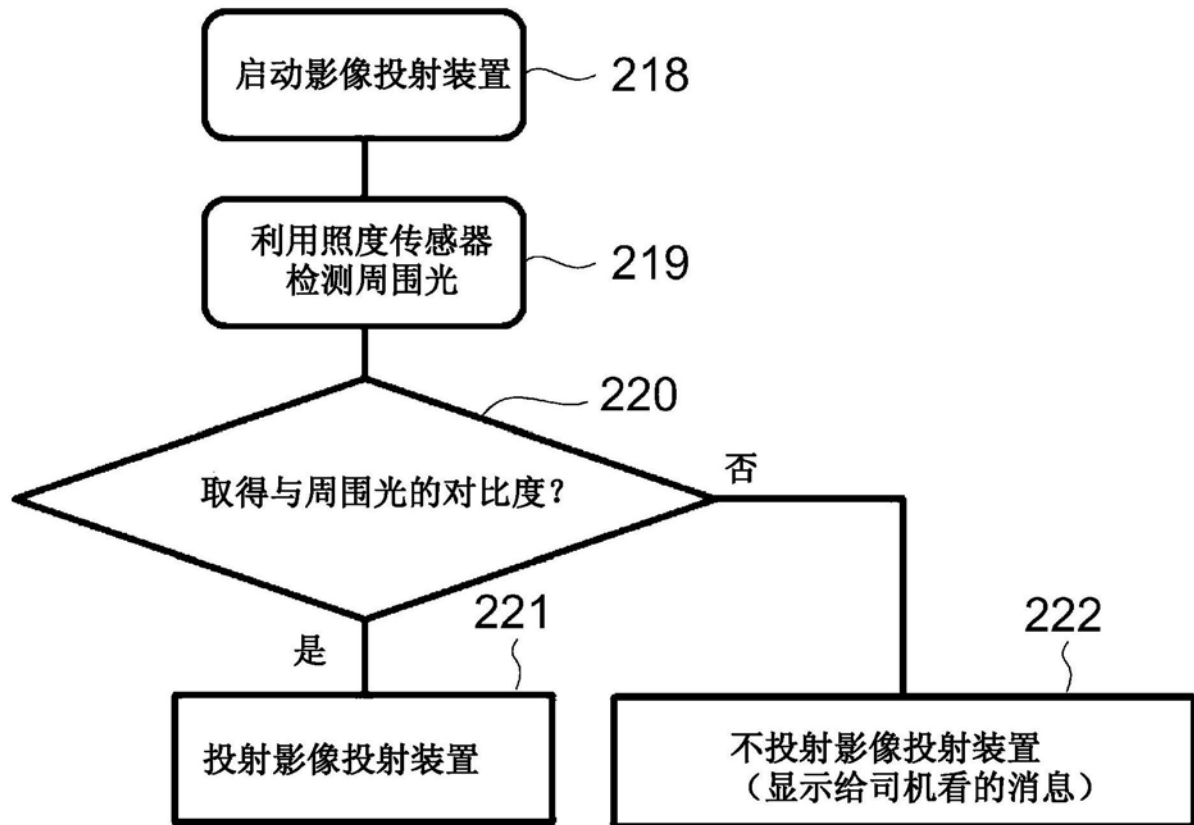 启动影像投射装置
218
利用照度传感器
检测周围光
219
220
取得与周围光的对比度?
否
是
221
222
投射影像投射装置
不投射影像投射装置
（显示给司机看的消息）